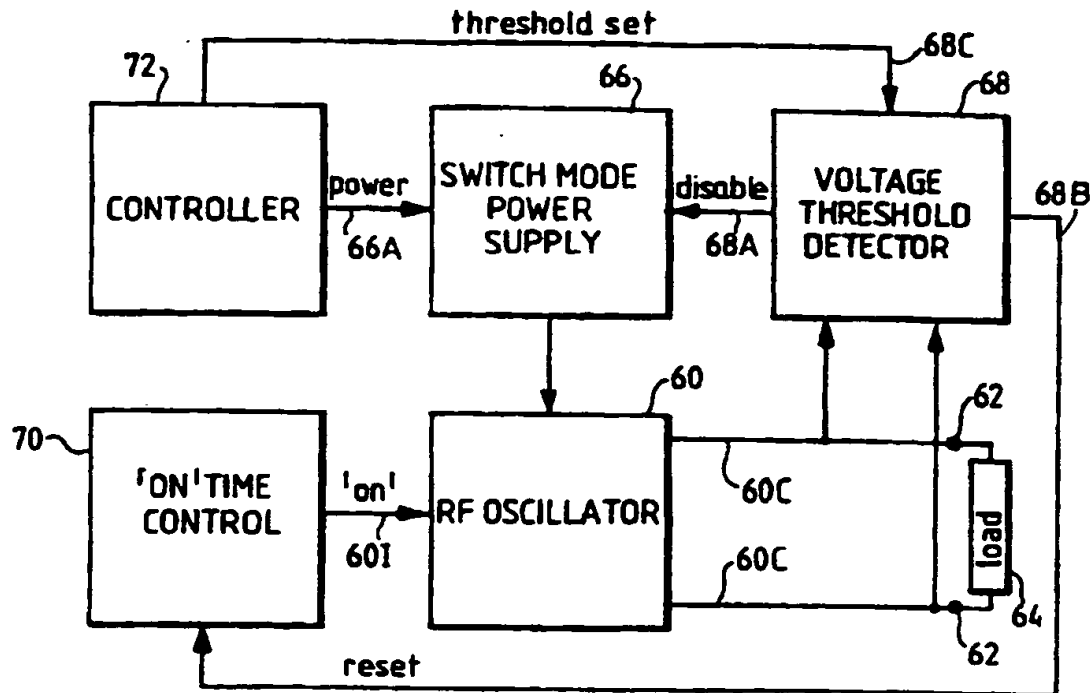 threshold set
68C
72
66
68
CONTROLLER
power
66A
SWITCH MODE
POWER
SUPPLY
disable
68A
VOLTAGE
THRESHOLD
DETECTOR
68B
70
'ON' TIME
CONTROL
'on'
60I
60
RF OSCILLATOR
60C
60C
62
load
64
62
reset